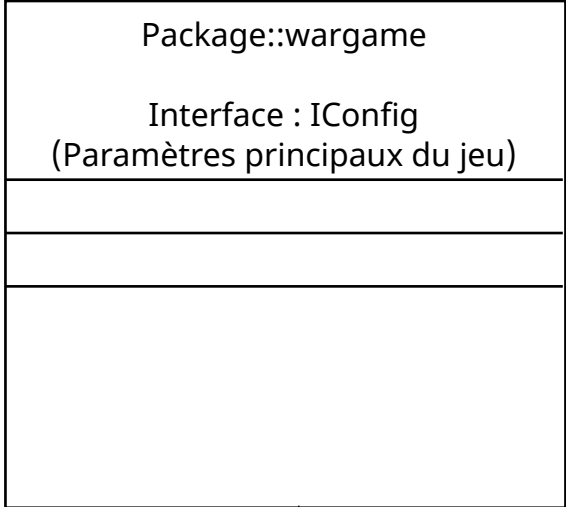 Package::wargame
Interface : IConfig
(Paramètres principaux du jeu)